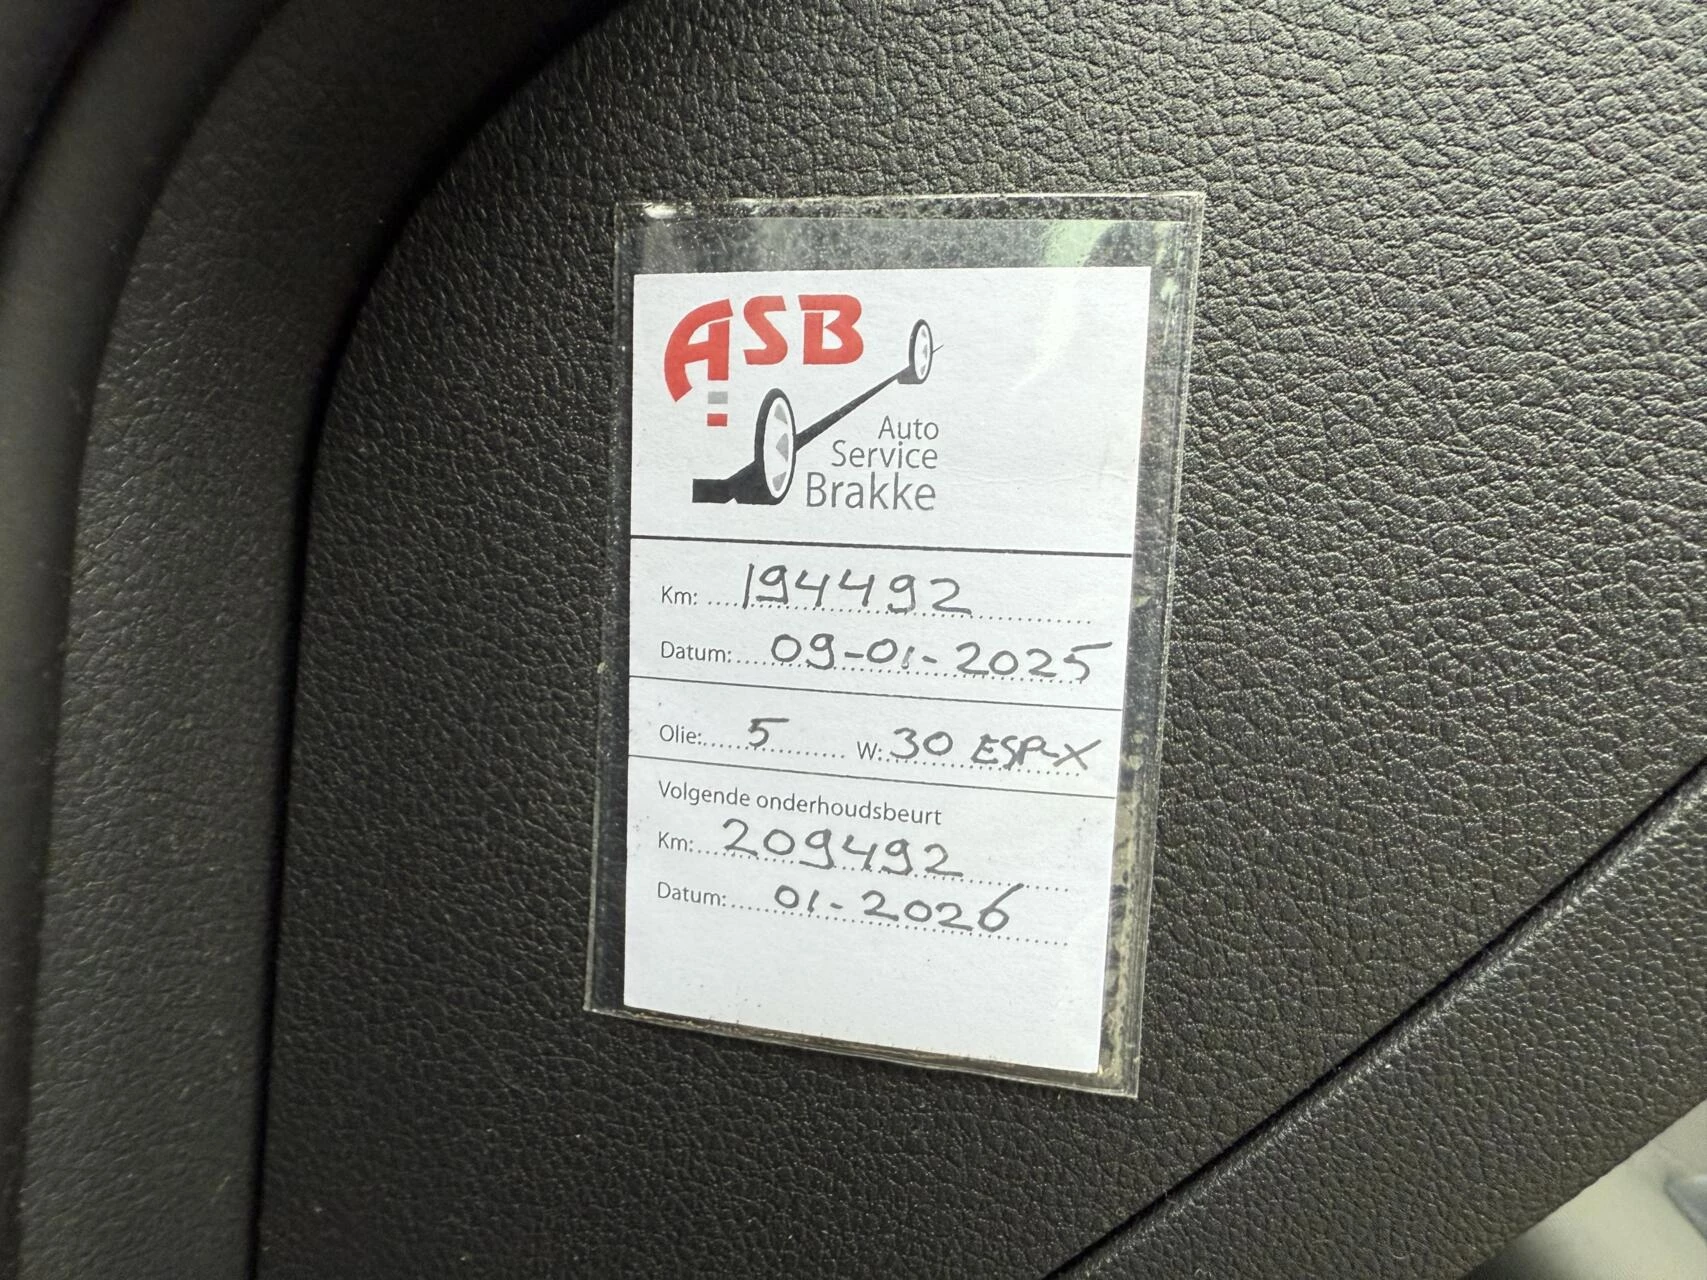 ASB
Auto
Service
Brakke
Km: 194492
Datum: 09-01-2025
Olie: 5 W: 30 ESP-X
Volgende onderhoudsbeurt
Km: 209492
Datum: 01-2026